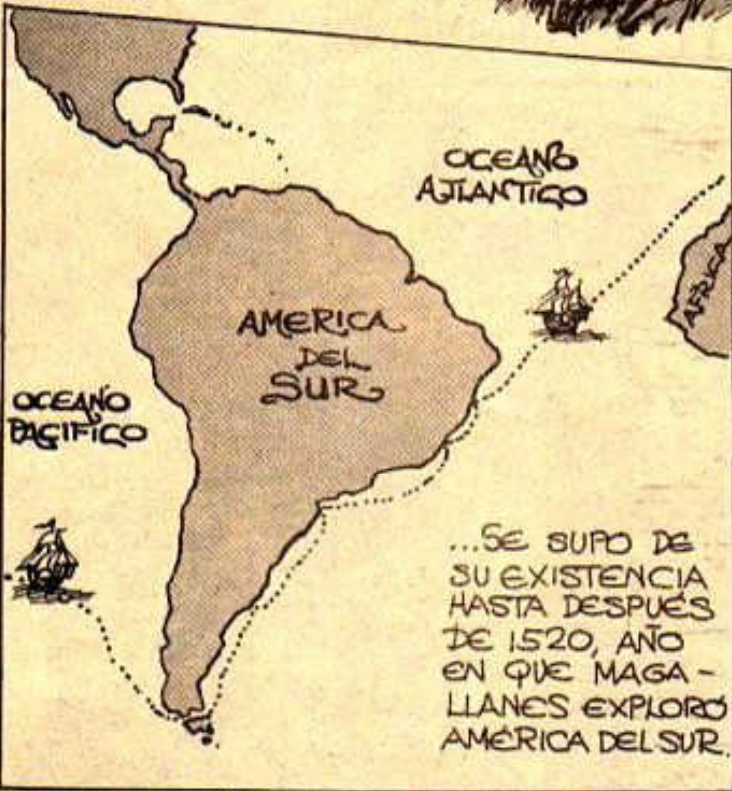 OCEANO
ATLANTICO
AFRICA
AMERICA
DEL
SUR
OCEANO
PACIFICO
...SE SUPO DE
SU EXISTENCIA
HASTA DESPUÉS
DE 1520, AÑO
EN QUE MAGA-
LLANES EXPLORÓ
AMÉRICA DEL SUR.